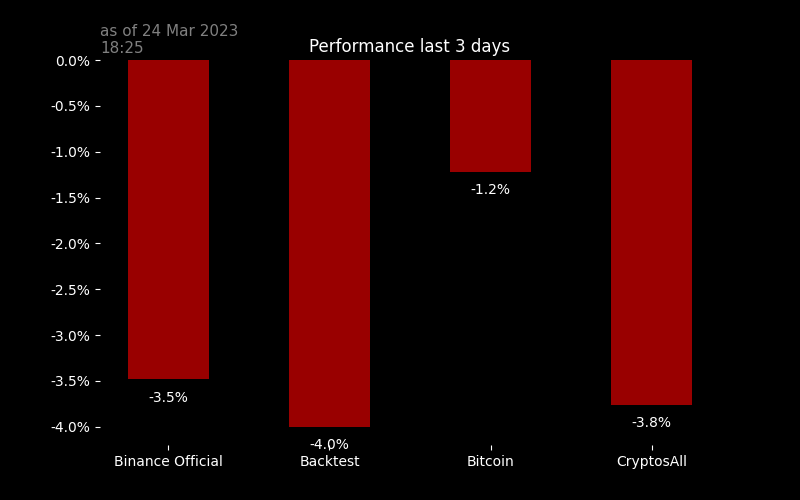 as of 24 Mar 2023
18:25
Performance last 3 days
0.0%
-0.5%
-1.0%
-1.5%
-2.0%
-2.5%
-3.0%
-3.5%
-4.0%
-3.5%
-4.0%
-1.2%
-3.8%
Binance Official
Backtest
Bitcoin
CryptosAll